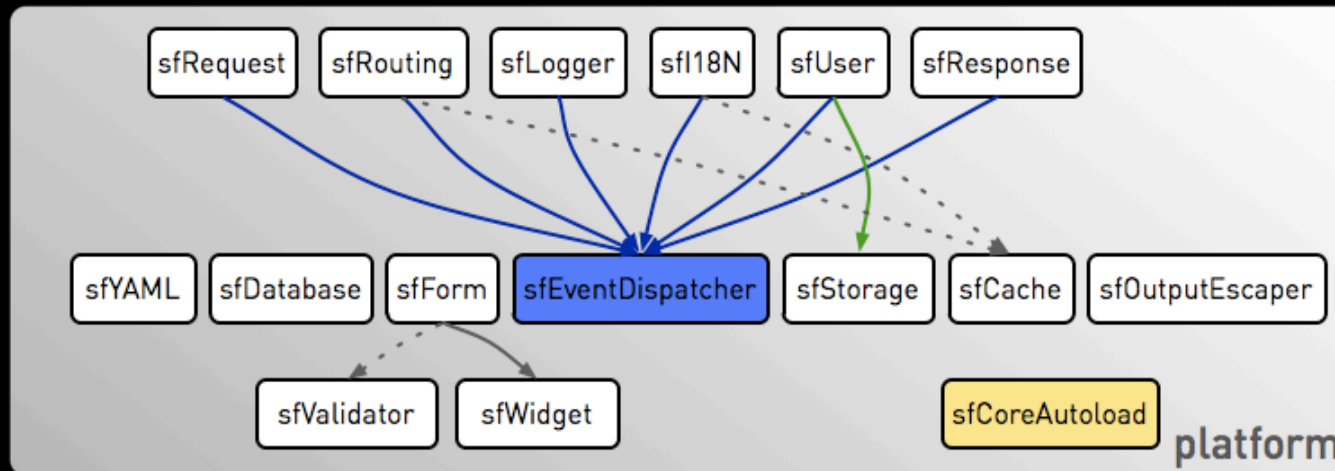 sfRequest
sfRouting
sfLogger
sfI18N
sfUser
sfResponse
sfYAML
sfDatabase
sfForm
sfEventDispatcher
sfStorage
sfCache
sfOutputEscaper
sfValidator
sfWidget
sfCoreAutoload
platform